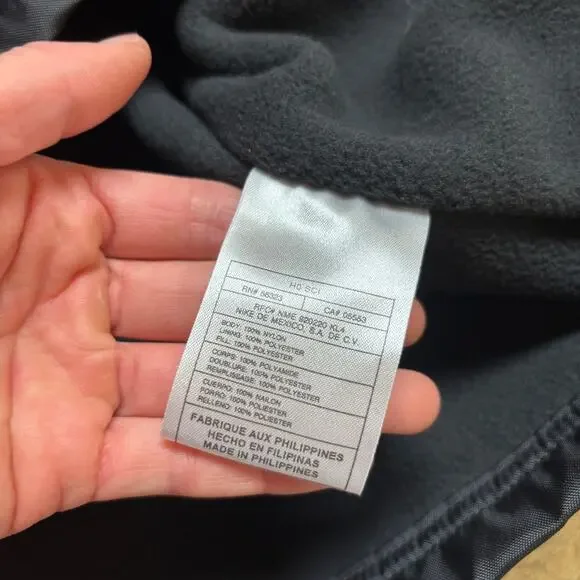 H0 SCI
RN# 56323 CA# 05553
RFC# NME 920220 KL4
NIKE DE MEXICO, S.A. DE C.V.
BODY: 100% NYLON
LINING: 100% POLYESTER
FILL: 100% POLYESTER
CORPS: 100% POLYAMIDE
DOUBLURE: 100% POLYESTER
REMPLISSAGE: 100% POLYESTER
CUERPO: 100% NAILON
FORRO: 100% POLIESTER
RELLENO: 100% POLIESTER
FABRIQUE AUX PHILIPPINES
HECHO EN FILIPINAS
MADE IN PHILIPPINES